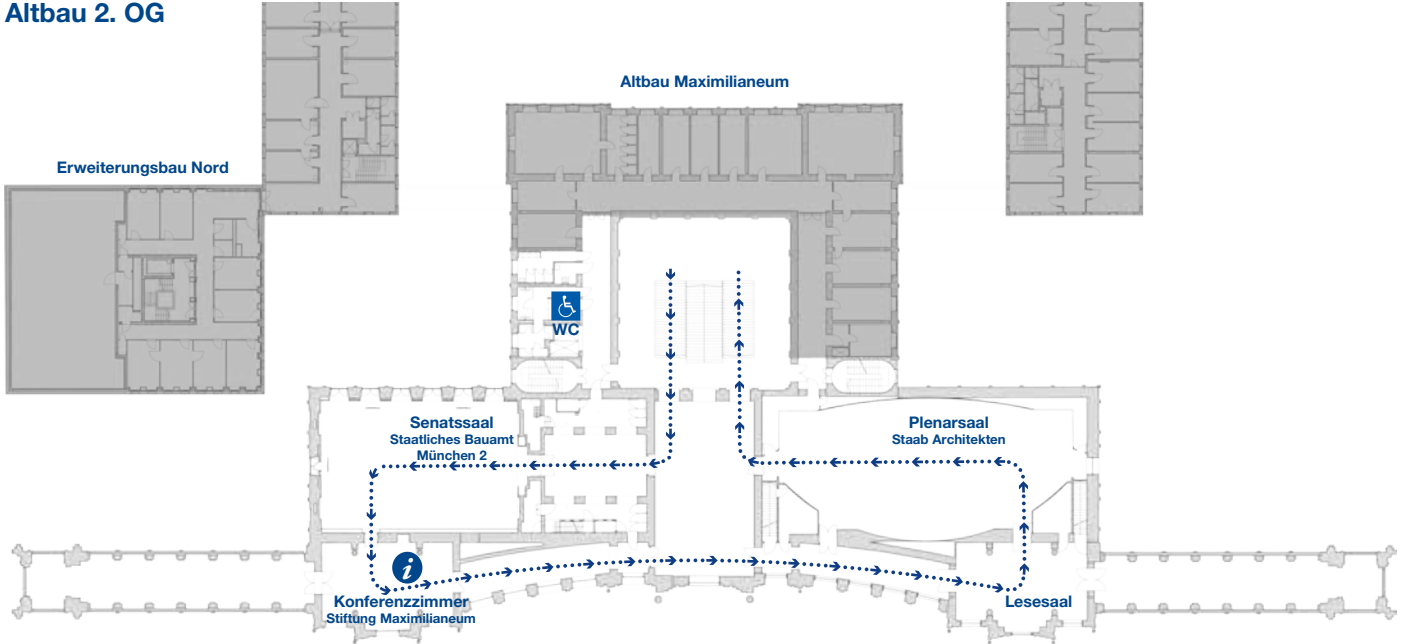 Altbau 2. OG
Altbau Maximilianeum
Erweiterungsbau Nord
WC
Senatssaal
Staatliches Bauamt
München 2
Plenarsaal
Staab Architekten
i
Konferenzzimmer
Stiftung Maximilianeum
Lesesaal